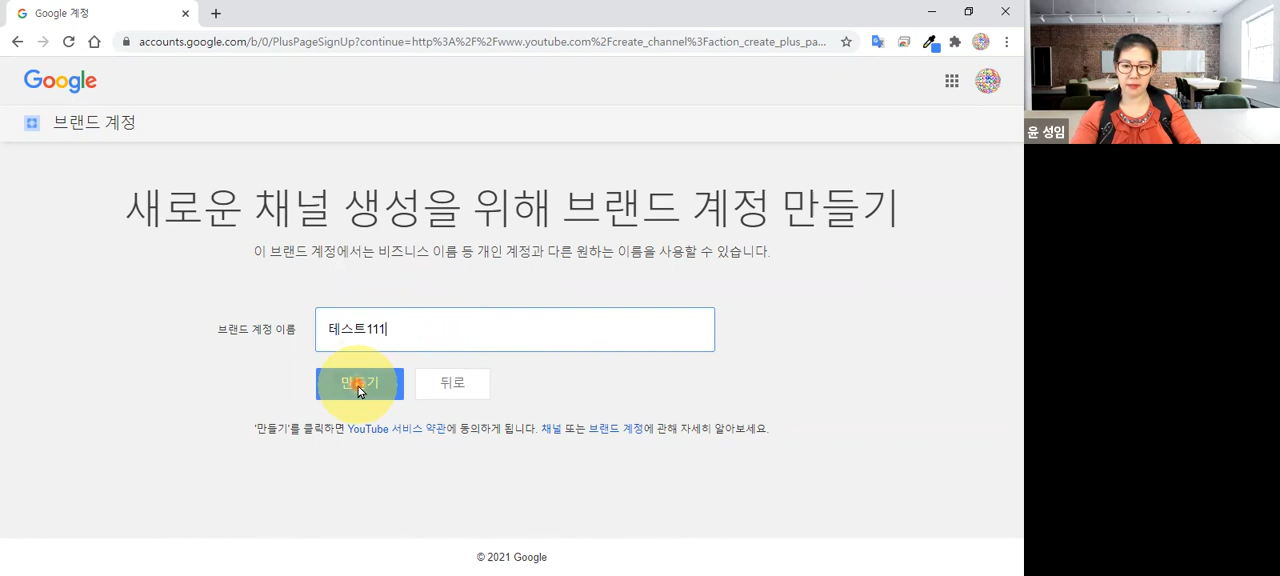 Google 계정
accounts.google.com/b/0/PlusPageSignUp?continue=http%3A%2F%2Fwww.youtube.com%2Fcreate_channel%3Faction_create_plus_pa...
Google
브랜드 계정
윤 성임
새로운 채널 생성을 위해 브랜드 계정 만들기
이 브랜드 계정에서는 비즈니스 이름 등 개인 계정과 다른 원하는 이름을 사용할 수 있습니다.
브랜드 계정 이름 테스트111
만들기 뒤로
'만들기'를 클릭하면 YouTube 서비스 약관에 동의하게 됩니다. 채널 또는 브랜드 계정에 관해 자세히 알아보세요.
© 2021 Google